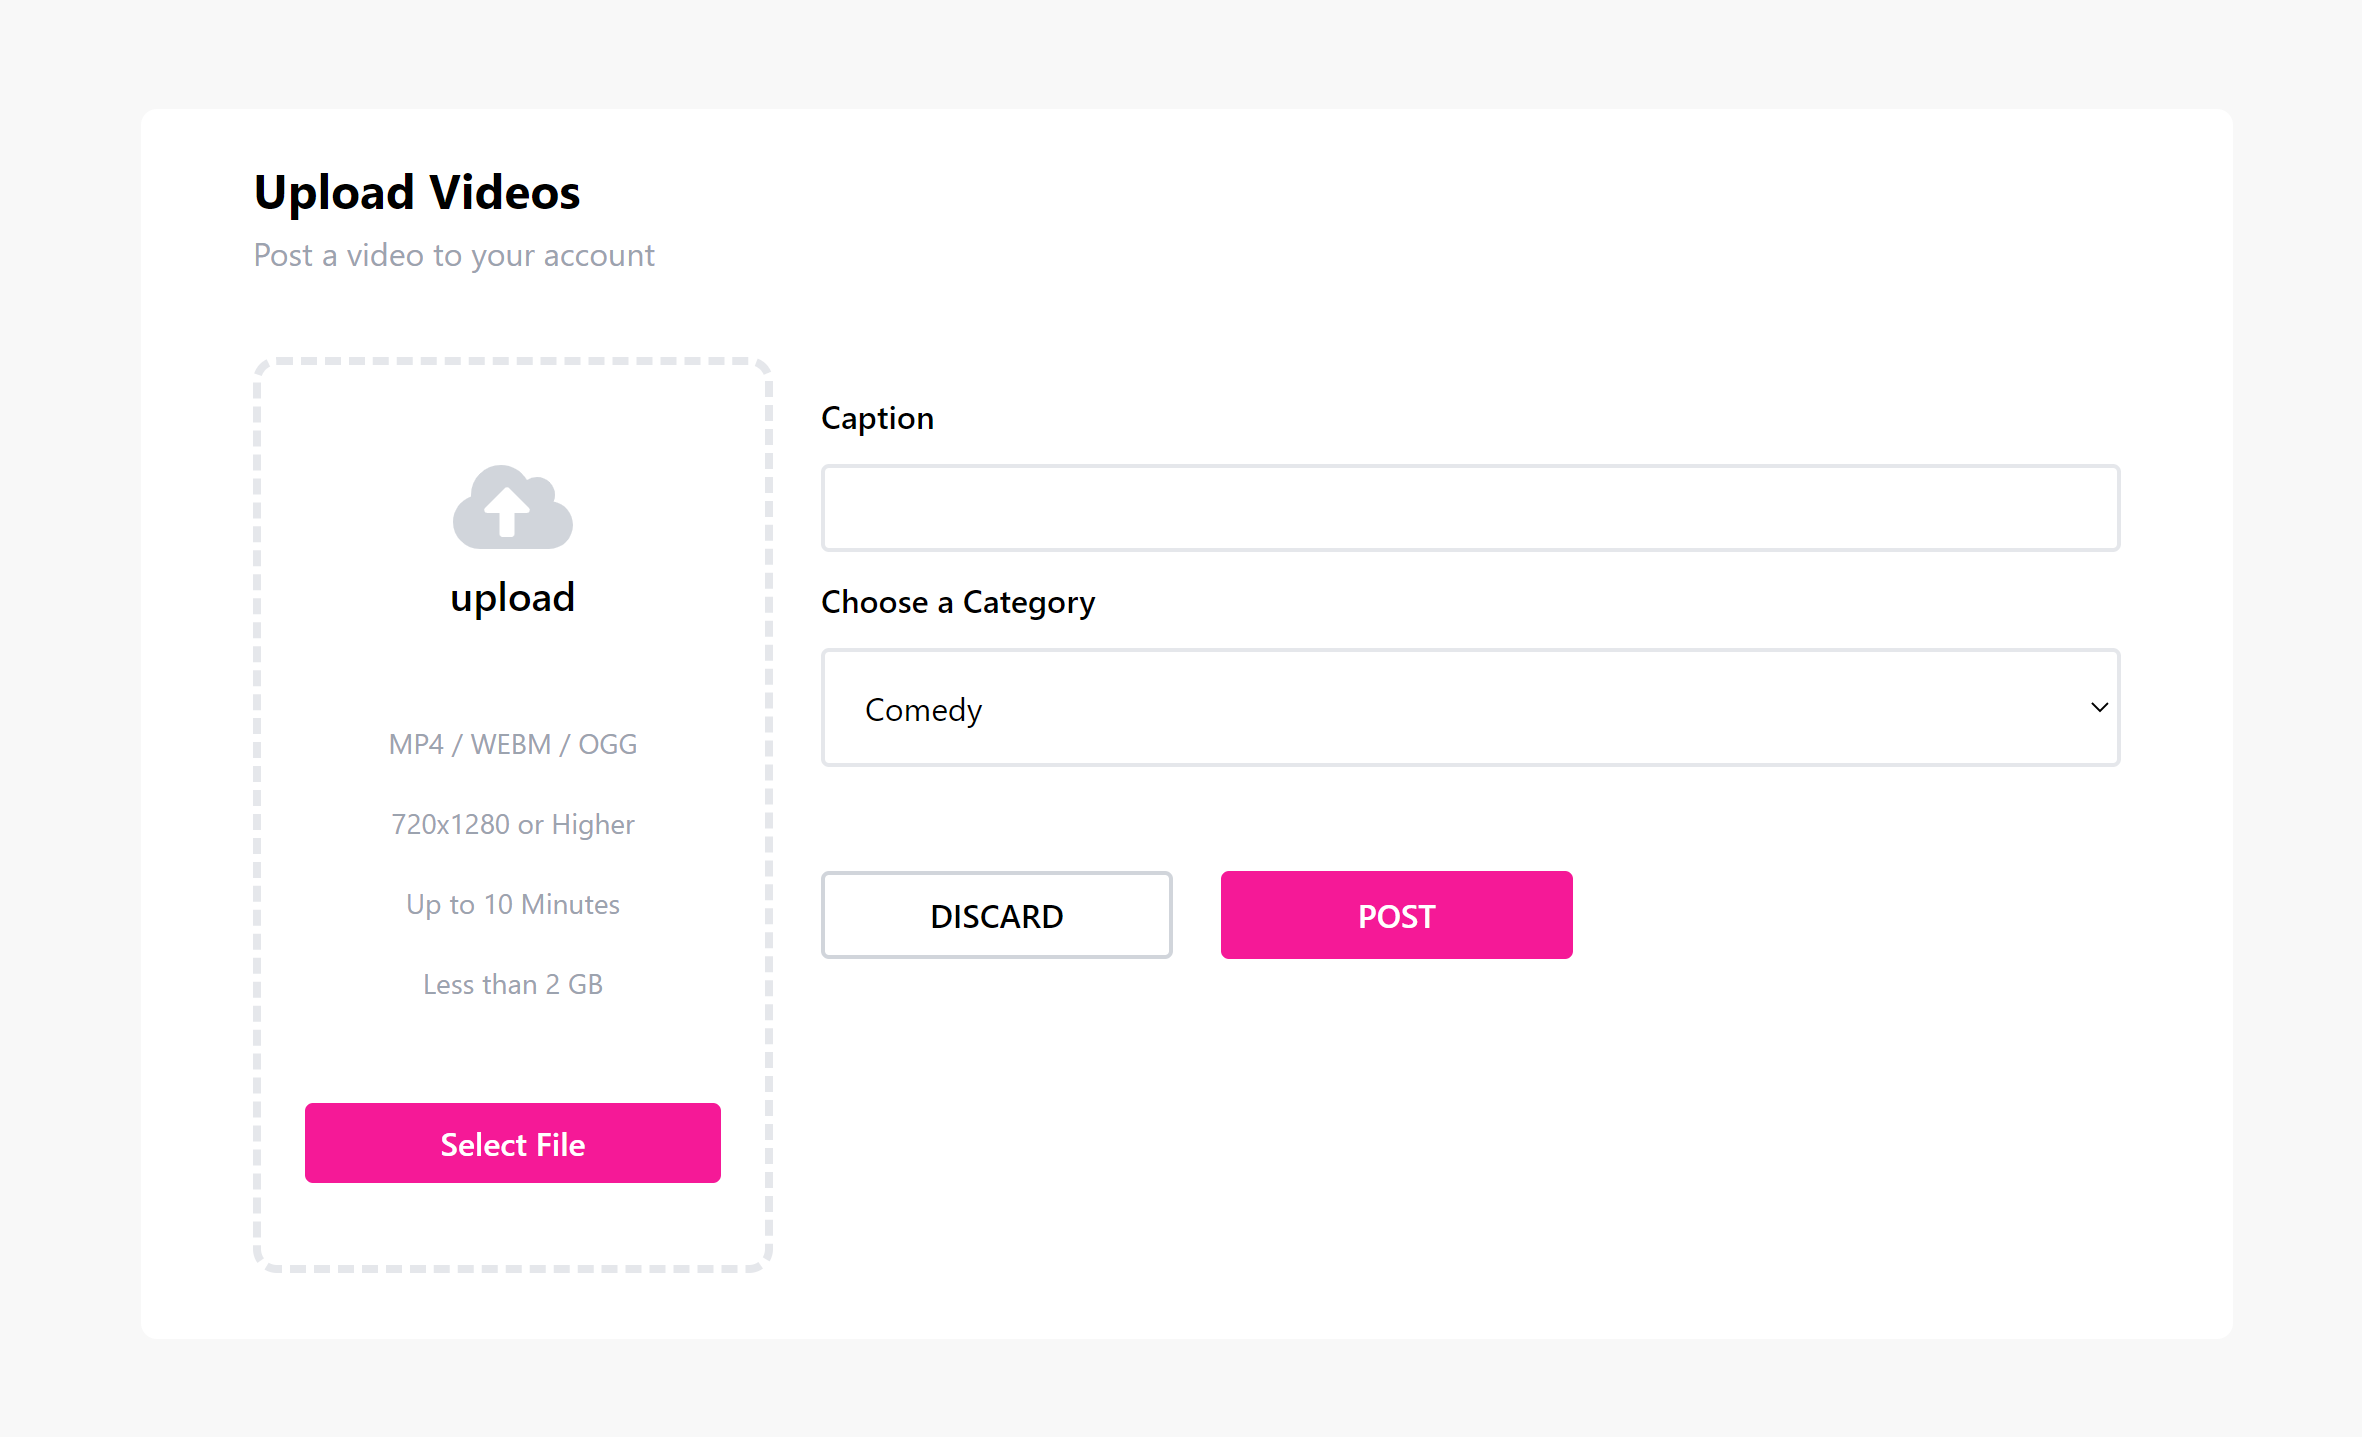 Upload Videos
Post a video to your account
upload
MP4 / WEBM / OGG
720x1280 or Higher
Up to 10 Minutes
Less than 2 GB
Select File
Caption
Choose a Category
Comedy
DISCARD
POST